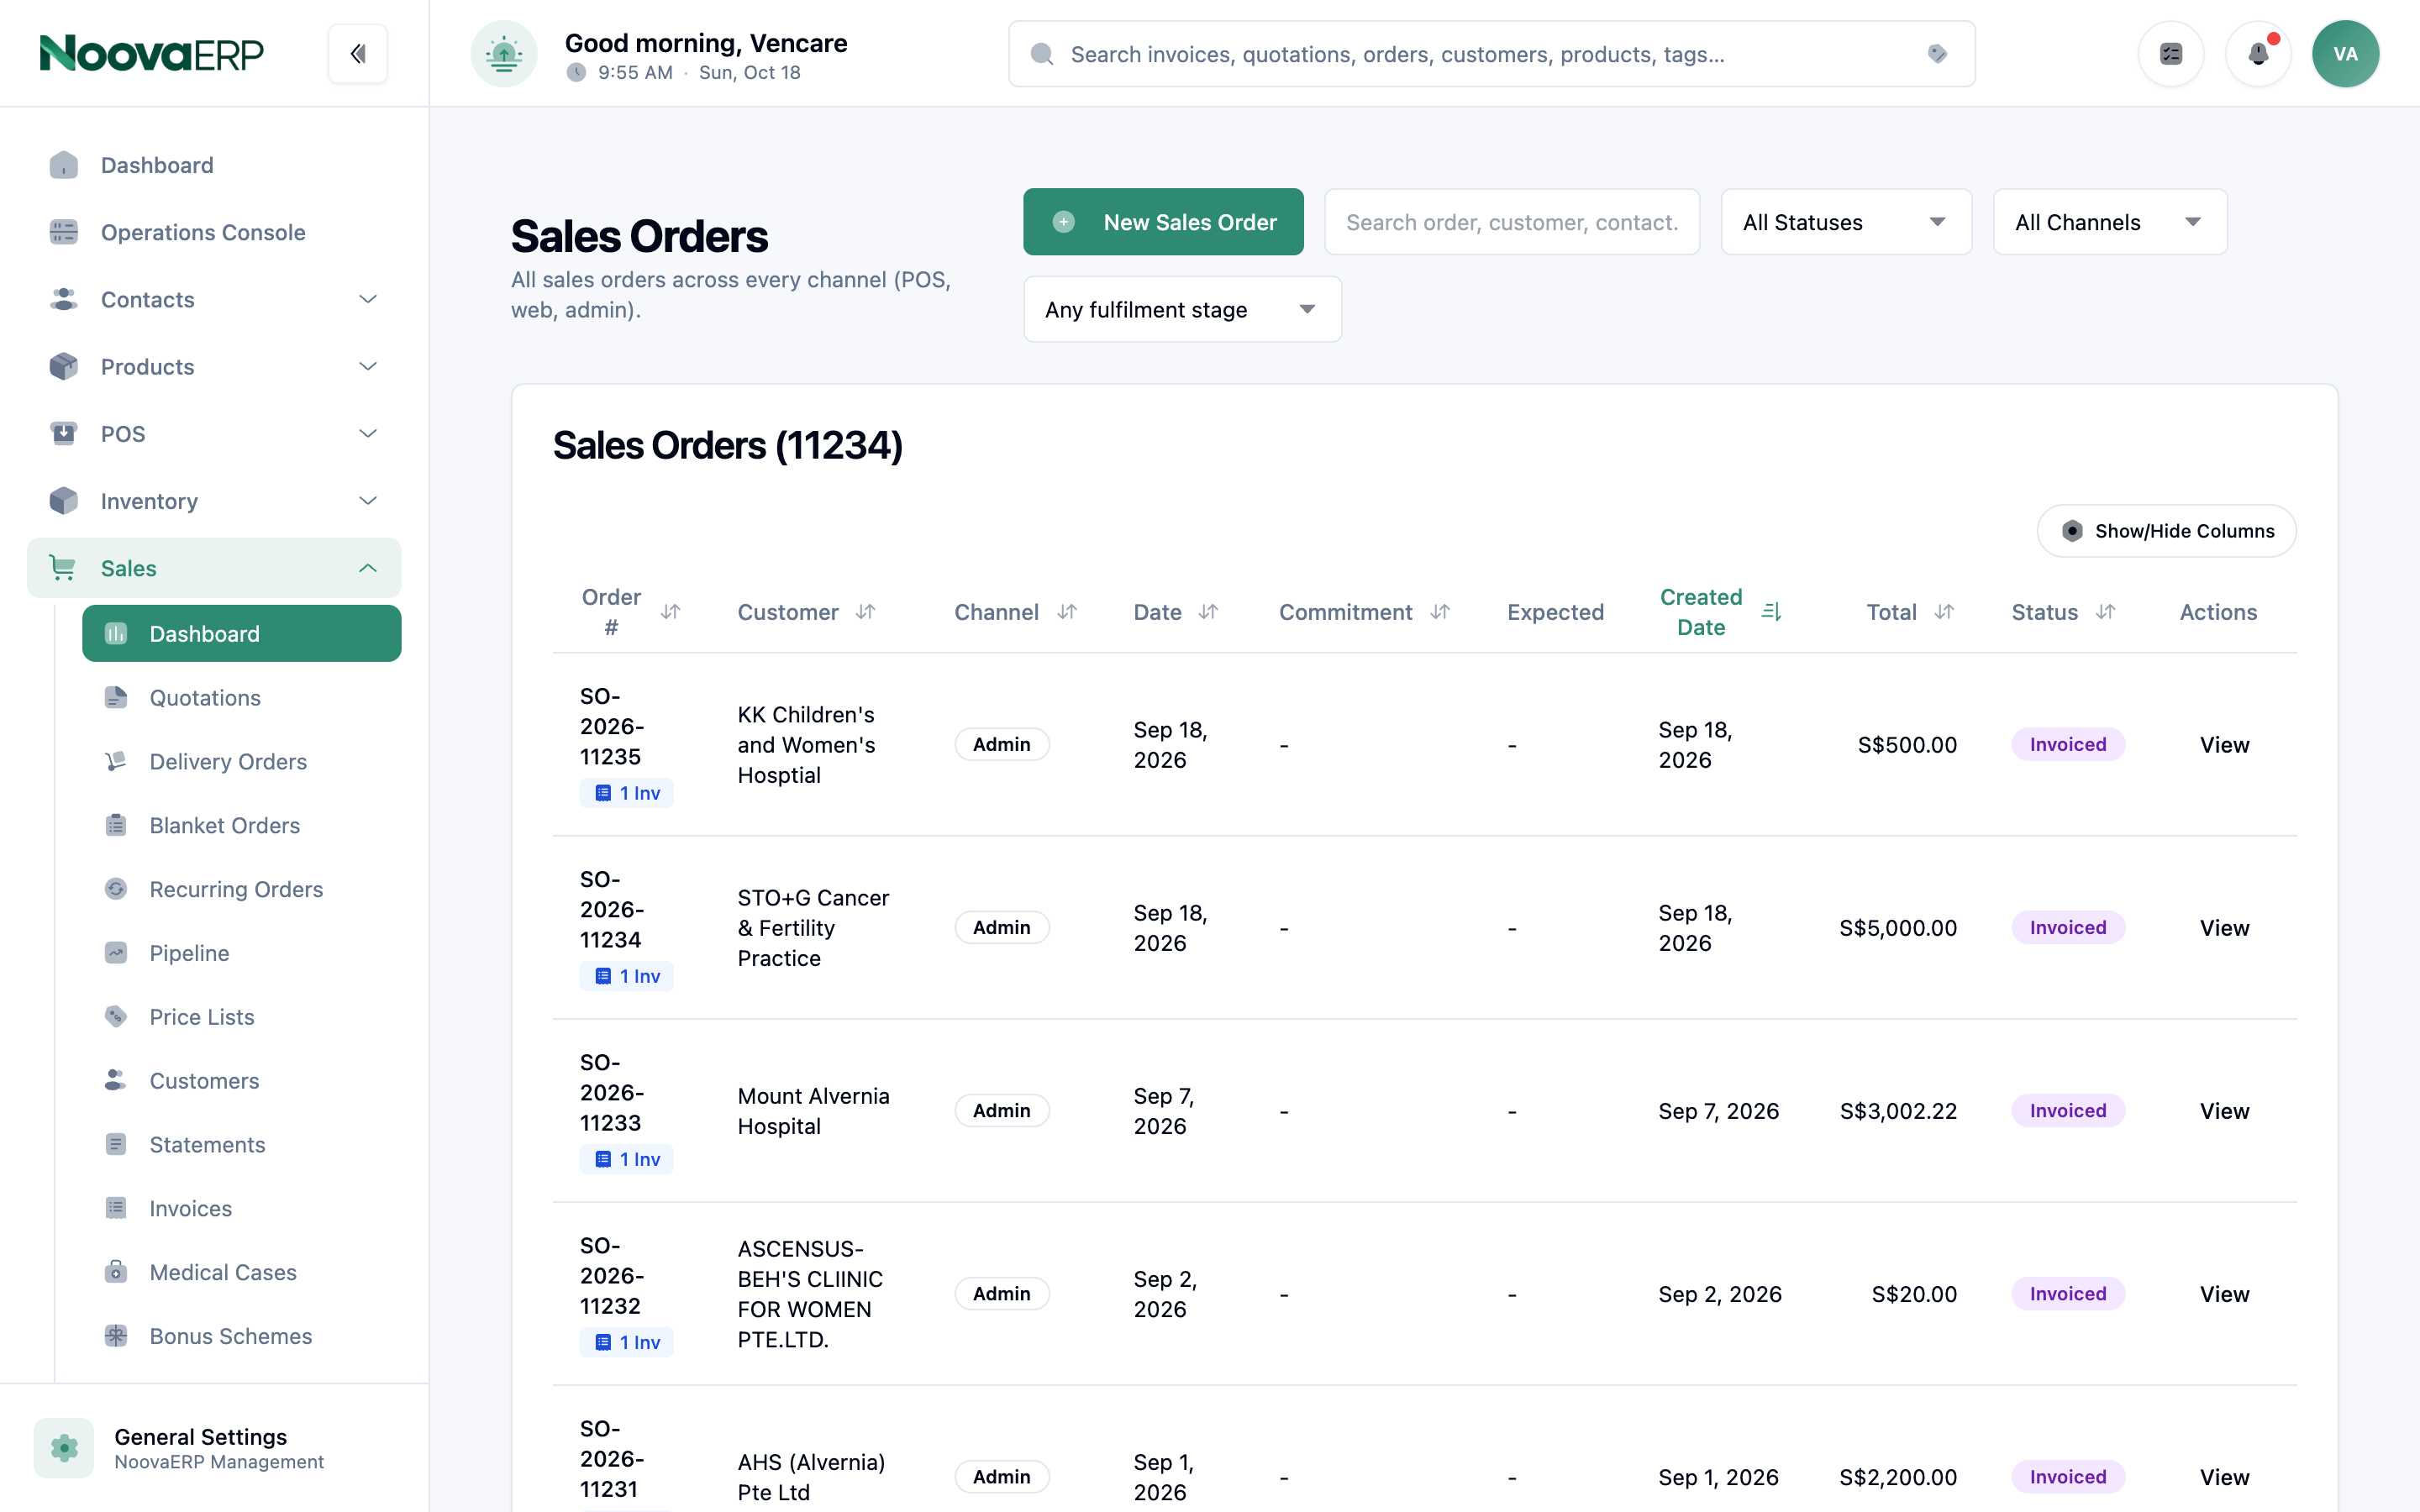 NoovaERP
Good morning, Vencare
9:55 AM · Sun, Oct 18
Search invoices, quotations, orders, customers, products, tags...
VA
Dashboard
Operations Console
Contacts
Products
POS
Inventory
Sales
Dashboard
Quotations
Delivery Orders
Blanket Orders
Recurring Orders
Pipeline
Price Lists
Customers
Statements
Invoices
Medical Cases
Bonus Schemes
General Settings
NoovaERP Management
Sales Orders
All sales orders across every channel (POS,
web, admin).
New Sales Order
Search order, customer, contact.
All Statuses
All Channels
Any fulfilment stage
Sales Orders (11234)
Show/Hide Columns
Order
#
Customer
Channel
Date
Commitment
Expected
Created
Date
Total
Status
Actions
SO-
2026-
11235
1 Inv
KK Children's
and Women's
Hosptial
Admin
Sep 18,
2026
-
-
Sep 18,
2026
S$500.00
Invoiced
View
SO-
2026-
11234
1 Inv
STO+G Cancer
& Fertility
Practice
Admin
Sep 18,
2026
-
-
Sep 18,
2026
S$5,000.00
Invoiced
View
SO-
2026-
11233
1 Inv
Mount Alvernia
Hospital
Admin
Sep 7,
2026
-
-
Sep 7, 2026
S$3,002.22
Invoiced
View
SO-
2026-
11232
1 Inv
ASCENSUS-
BEH'S CLIINIC
FOR WOMEN
PTE.LTD.
Admin
Sep 2,
2026
-
-
Sep 2, 2026
S$20.00
Invoiced
View
SO-
2026-
11231
AHS (Alvernia)
Pte Ltd
Admin
Sep 1,
2026
-
-
Sep 1, 2026
S$2,200.00
Invoiced
View